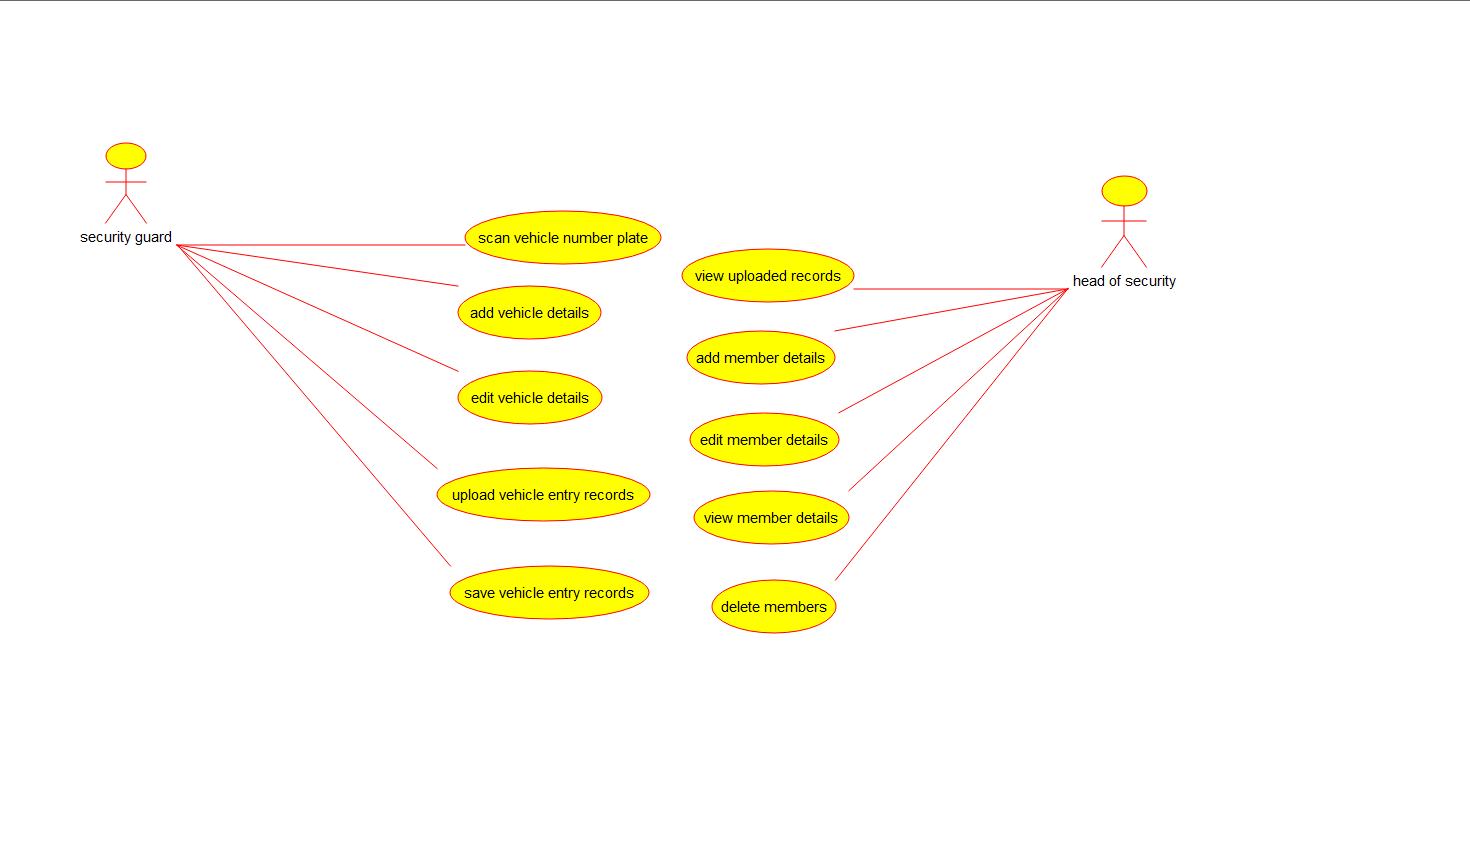 security guard
scan vehicle number plate
add vehicle details
edit vehicle details
upload vehicle entry records
save vehicle entry records
view uploaded records
add member details
edit member details
view member details
delete members
head of security